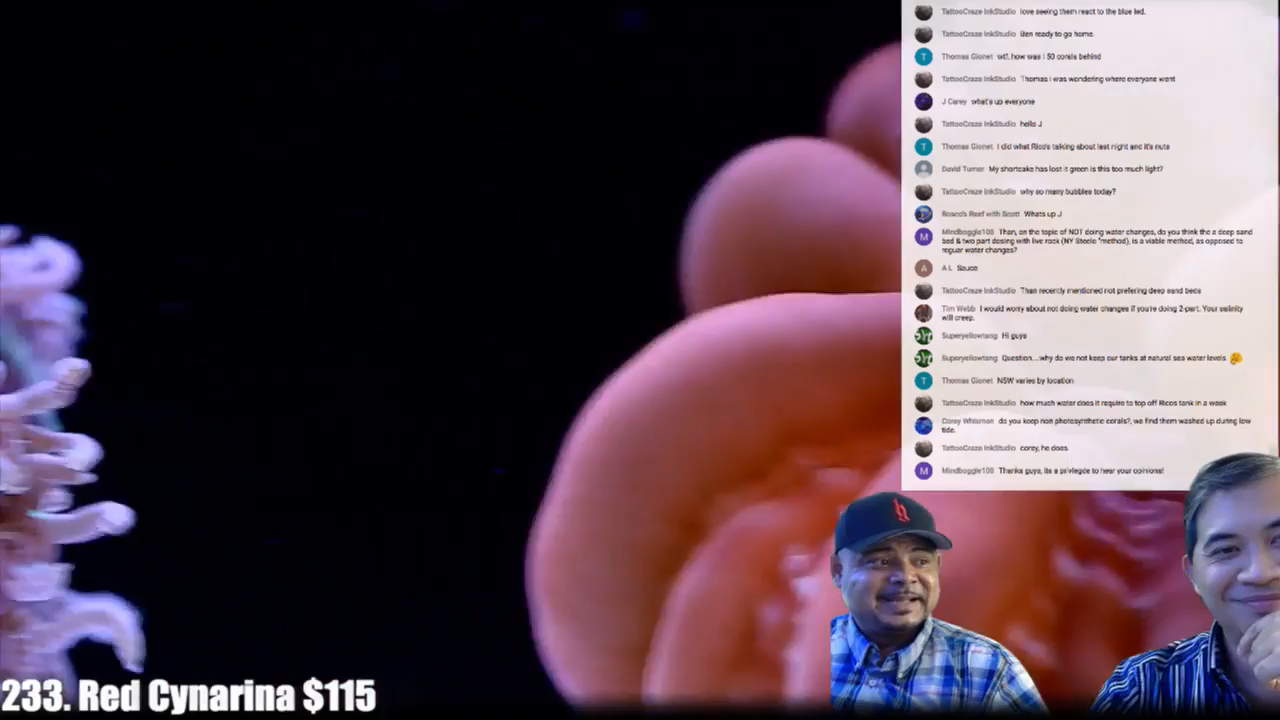 TattooCraze InkStudio love seeing them react to the blue led.
TattooCraze InkStudio Ben ready to go home.
T Thomas Gionet wtf, how was i 50 corals behind
TattooCraze InkStudio Thomas i was wondering where everyone went
J Carey what's up everyone
TattooCraze InkStudio hello J
T Thomas Gionet I did what Rico's talking about last night and it's nuts
David Turner My shortcake has lost it green is this too much light?
TattooCraze InkStudio why so many bubbles today?
Rosco's Reef with Scott Whats up J
M Mindboggle100 Than, on the topic of NOT doing water changes, do you think the a deep sand
bed & two part dosing with live rock (NY Steelo "method), is a viable method, as opposed to
reguar water changes?
A A L Sauce
TattooCraze InkStudio Than recently mentioned not prefering deep sand beds
Tim Webb I would worry about not doing water changes if you're doing 2-part. Your salinity
will creep.
Superyellowtang Hi guys
Superyellowtang Question....why do we not keep our tanks at natural sea water levels
T Thomas Gionet NSW varies by location
TattooCraze InkStudio how much water does it require to top off Ricos tank in a week
Corey Whisman do you keep non photosynthetic corals?, we find them washed up during low
tide.
TattooCraze InkStudio corey, he does.
M Mindboggle100 Thanks guys, its a privlegde to hear your opinions!
233. Red Cynarina $115